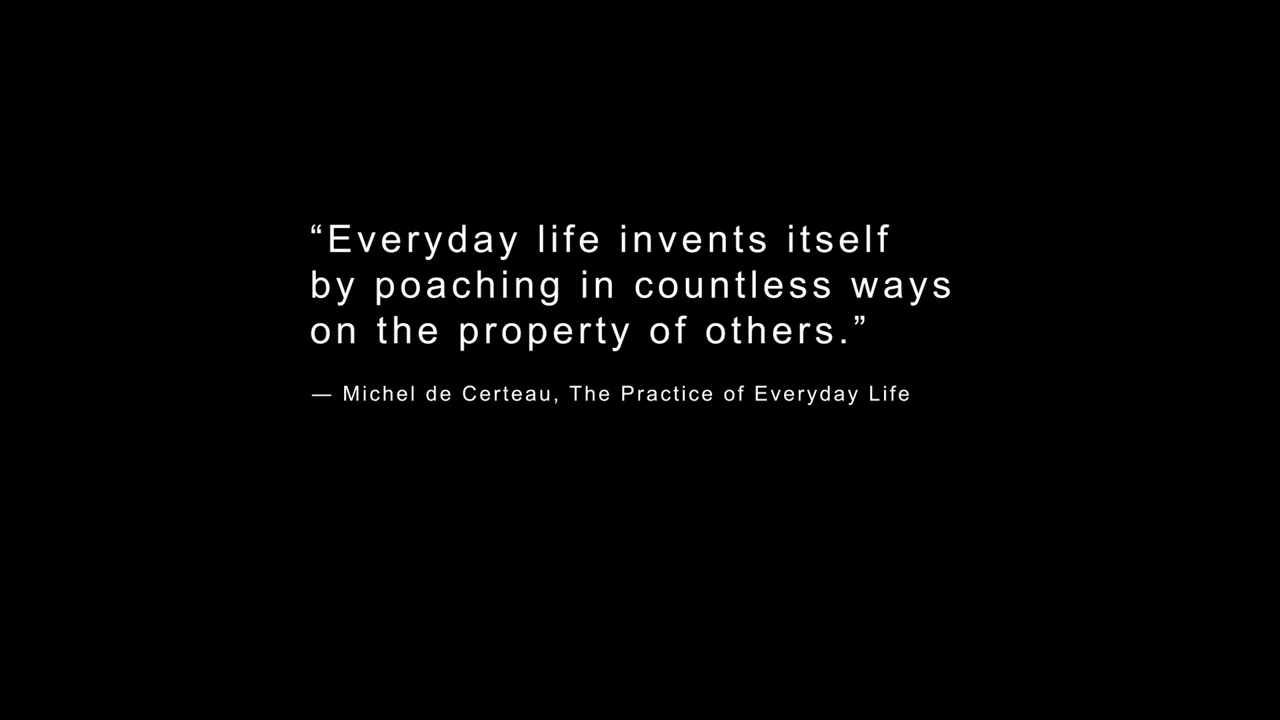 “Everyday life invents itself
by poaching in countless ways
on the property of others.”
— Michel de Certeau, The Practice of Everyday Life